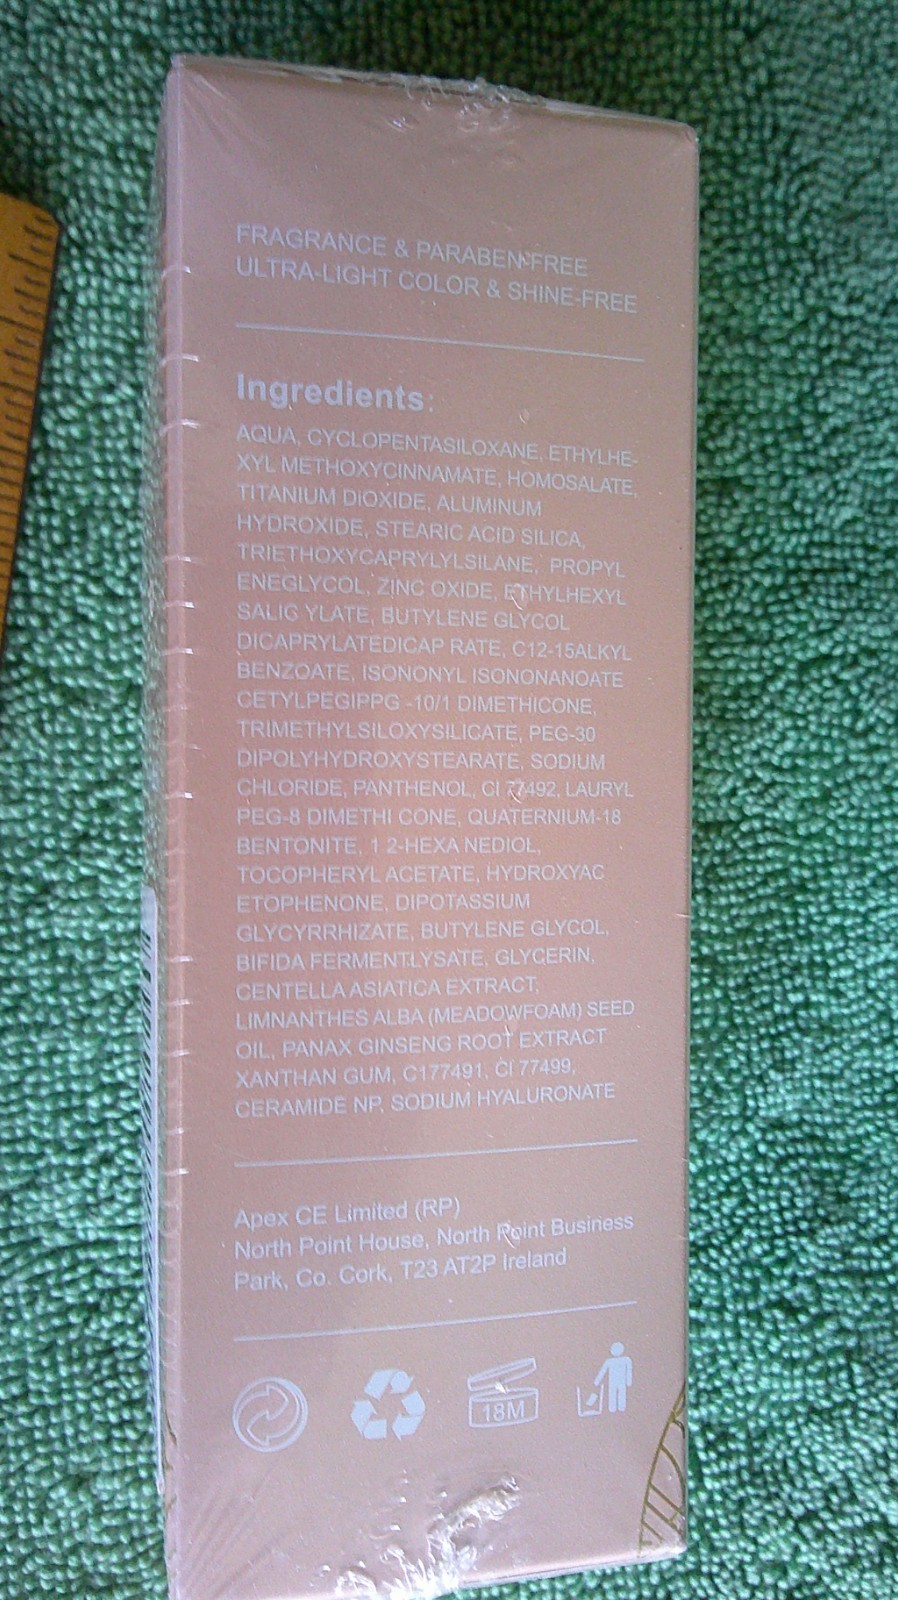 FRAGRANCE & PARABEN-FREE
ULTRA-LIGHT COLOR & SHINE-FREE
Ingredients:
AQUA, CYCLOPENTASILOXANE, ETHYLHE-
XYL METHOXYCINNAMATE, HOMOSALATE,
TITANIUM DiOXIDE, ALUMINUM
HYDROXIDE, STEARIC ACID SILICA,
TRIETHOXYCAPRYLYLSILANE, PROPYL
ENEGLYCOL, ZINC OXIDE, ETHYLHEXYL
SALIG YLATE, BUTYLENE GLYCOL
DICAPRYLATEDICAP RATE, C12-15ALKYL
BENZOATE, ISONONYL ISONONANOATE
CETYLPEGIPPG -10/1 DIMETHICONE,
TRIMETHYLSILOXYSILICATE, PEG-30
DIPOLYHYDROXYSTEARATE, SODIUM
CHLORIDE, PANTHENOL, CI 77492, LAURYL
PEG-8 DIMETHI CONE, QUATERNIUM-18
BENTONITE, 1 2-HEXA NEDIOL,
TOCOPHERYL ACETATE, HYDROXYAC
ETOPHENONE, DIPOTASSIUM
GLYCYRRHIZATE, BUTYLENE GLYCOL,
BIFIDA FERMENT.LYSATE, GLYCERIN,
CENTELLA ASIATICA EXTRACT,
LIMNANTHES ALBA (MEADOWFOAM) SEED
OIL, PANAX GINSENG ROOT EXTRACT
XANTHAN GUM, C177491, CI 77499,
CERAMIDE NP, SODIUM HYALURONATE
Apex CE Limited (RP)
North Point House, North Point Business
Park, Co. Cork, T23 AT2P Ireland
18M